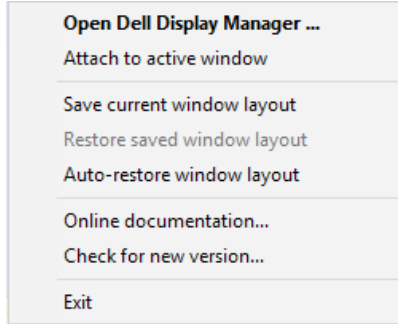 Open Dell Display Manager ...
Attach to active window
Save current window layout
Restore saved window layout
Auto-restore window layout
Online documentation...
Check for new version...
Exit